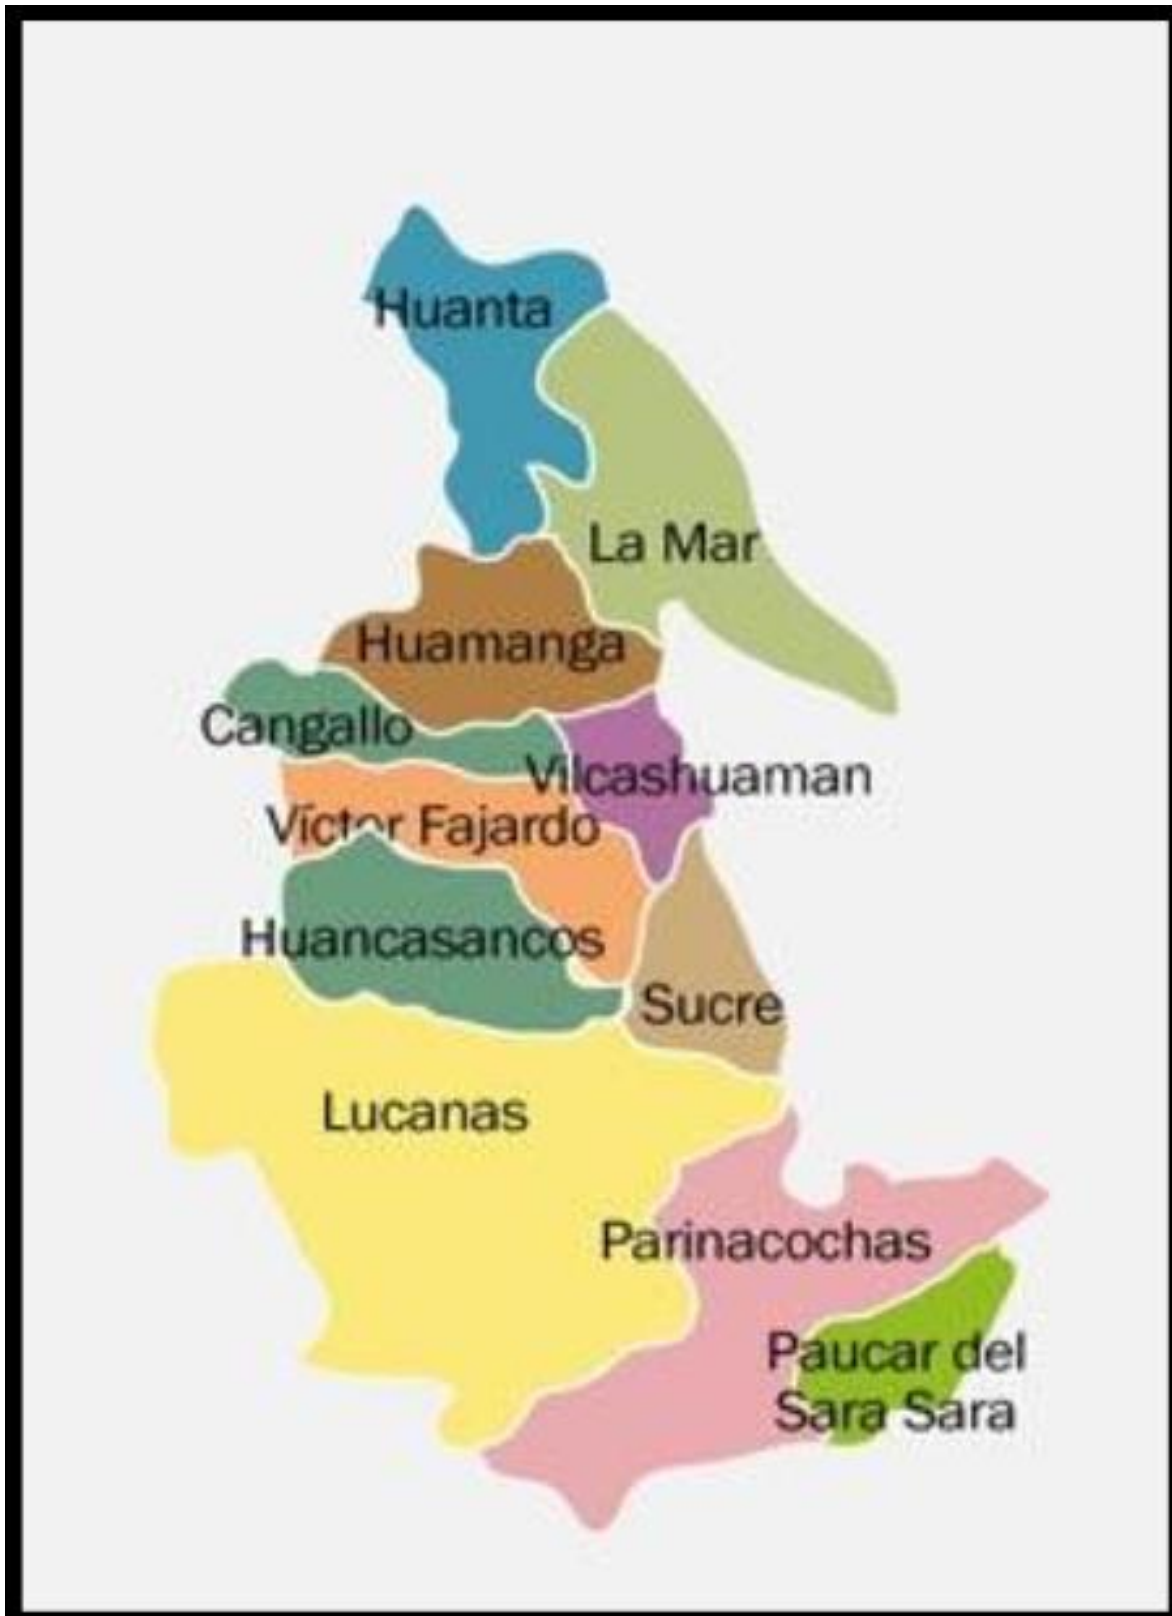 Huanta
La Mar
Huamanga
Cangallo
Vilcashuaman
Víctor Fajardo
Huancasancos
Sucre
Lucanas
Parinacochas
Paucar del
Sara Sara